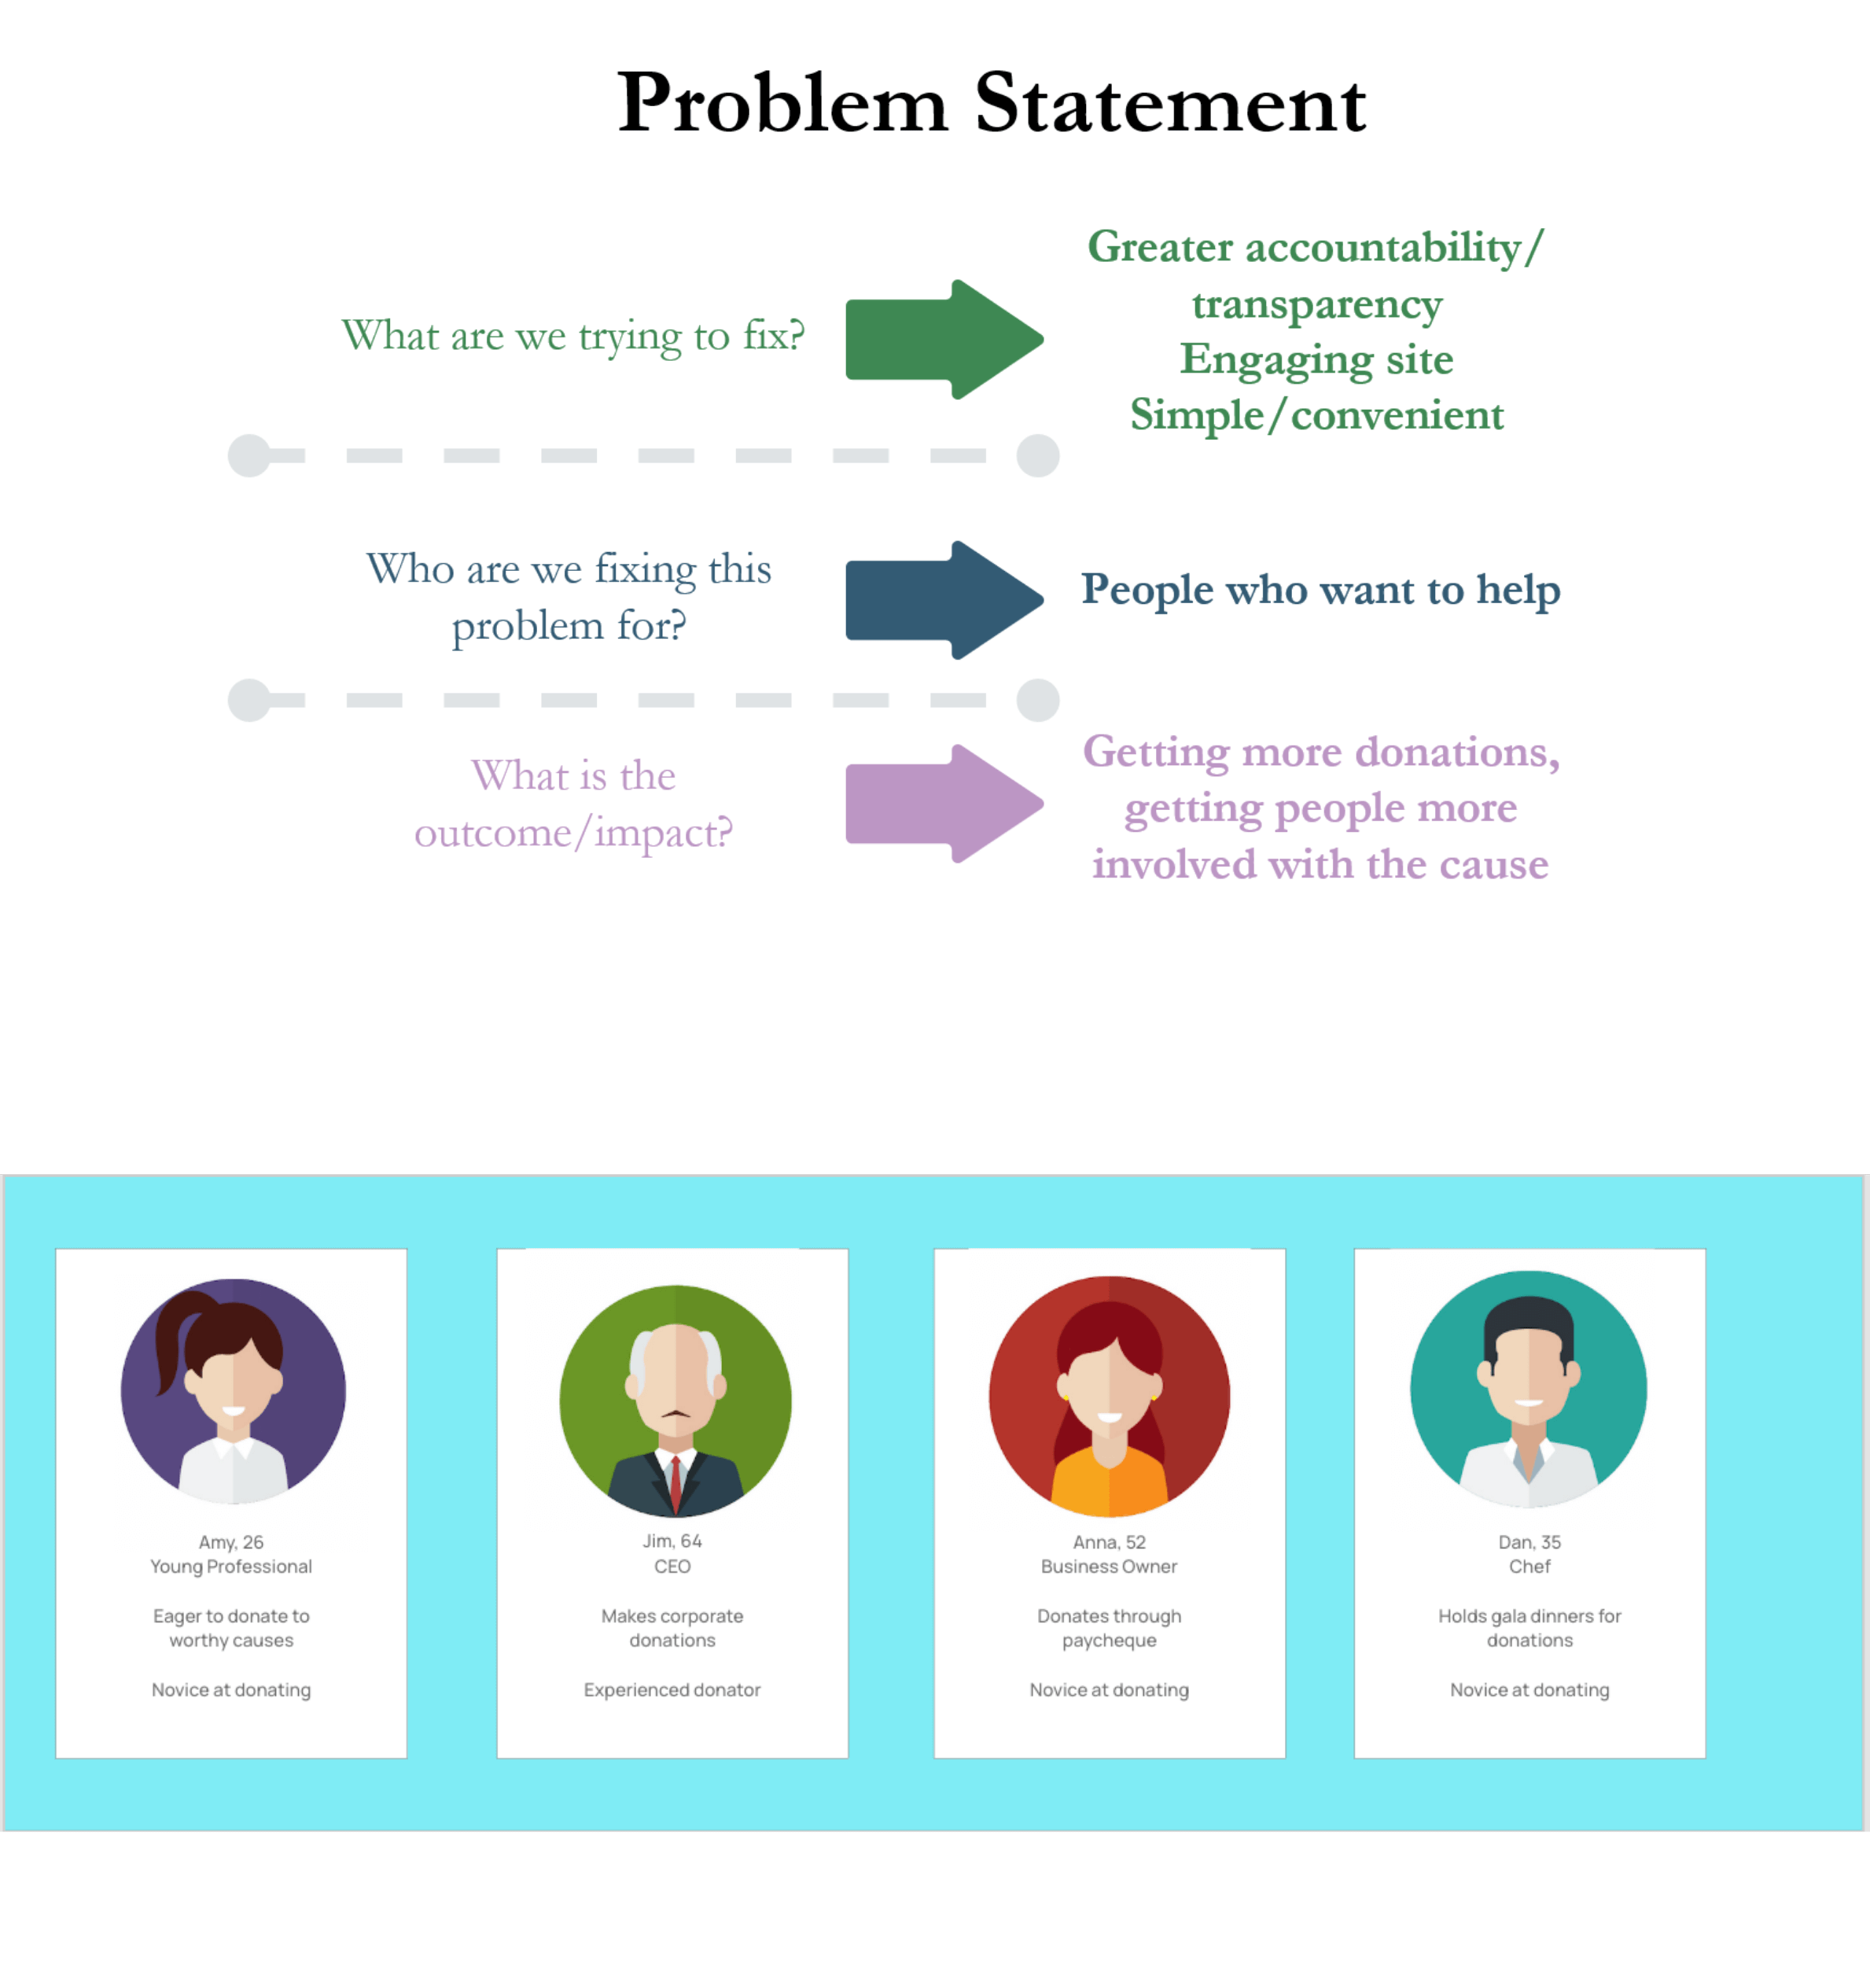 Problem Statement
What are we trying to fix?
Greater accountability/
transparency
Engaging site
Simple/convenient
Who are we fixing this
problem for?
People who want to help
What is the
outcome/impact?
Getting more donations,
getting people more
involved with the cause
Amy, 26
Young Professional
Eager to donate to
worthy causes
Novice at donating
Jim, 64
CEO
Makes corporate
donations
Experienced donator
Anna, 52
Business Owner
Donates through
paycheque
Novice at donating
Dan, 35
Chef
Holds gala dinners for
donations
Novice at donating